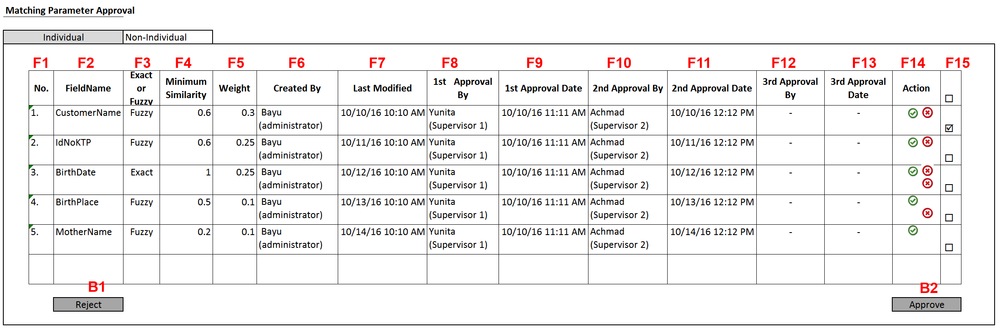 Matching Parameter Approval
Individual Non-Individual
F1 F2 F3 F4 F5 F6 F7 F8 F9 F10 F11 F12 F13 F14 F15
No. FieldName Exact or Fuzzy Minimum Similarity Weight Created By Last Modified 1st Approval By 1st Approval Date 2nd Approval By 2nd Approval Date 3rd Approval By 3rd Approval Date Action
1. CustomerName Fuzzy 0.6 0.3 Bayu 10/10/16 10:10 AM Yunita 10/10/16 11:11 AM Achmad 10/10/16 12:12 PM - -
(administrator) (Supervisor 1) (Supervisor 2)
2. IdNoKTP Fuzzy 0.6 0.25 Bayu 10/11/16 10:10 AM Yunita 10/10/16 11:11 AM Achmad 10/11/16 12:12 PM - -
(administrator) (Supervisor 1) (Supervisor 2)
3. BirthDate Exact 1 0.25 Bayu 10/12/16 10:10 AM Yunita 10/10/16 11:11 AM Achmad 10/12/16 12:12 PM - -
(administrator) (Supervisor 1) (Supervisor 2)
4. BirthPlace Fuzzy 0.5 0.1 Bayu 10/13/16 10:10 AM Yunita 10/10/16 11:11 AM Achmad 10/13/16 12:12 PM - -
(administrator) (Supervisor 1) (Supervisor 2)
5. MotherName Fuzzy 0.2 0.1 Bayu 10/14/16 10:10 AM Yunita 10/10/16 11:11 AM Achmad 10/14/16 12:12 PM - -
(administrator) (Supervisor 1) (Supervisor 2)
B1 B2
Reject Approve